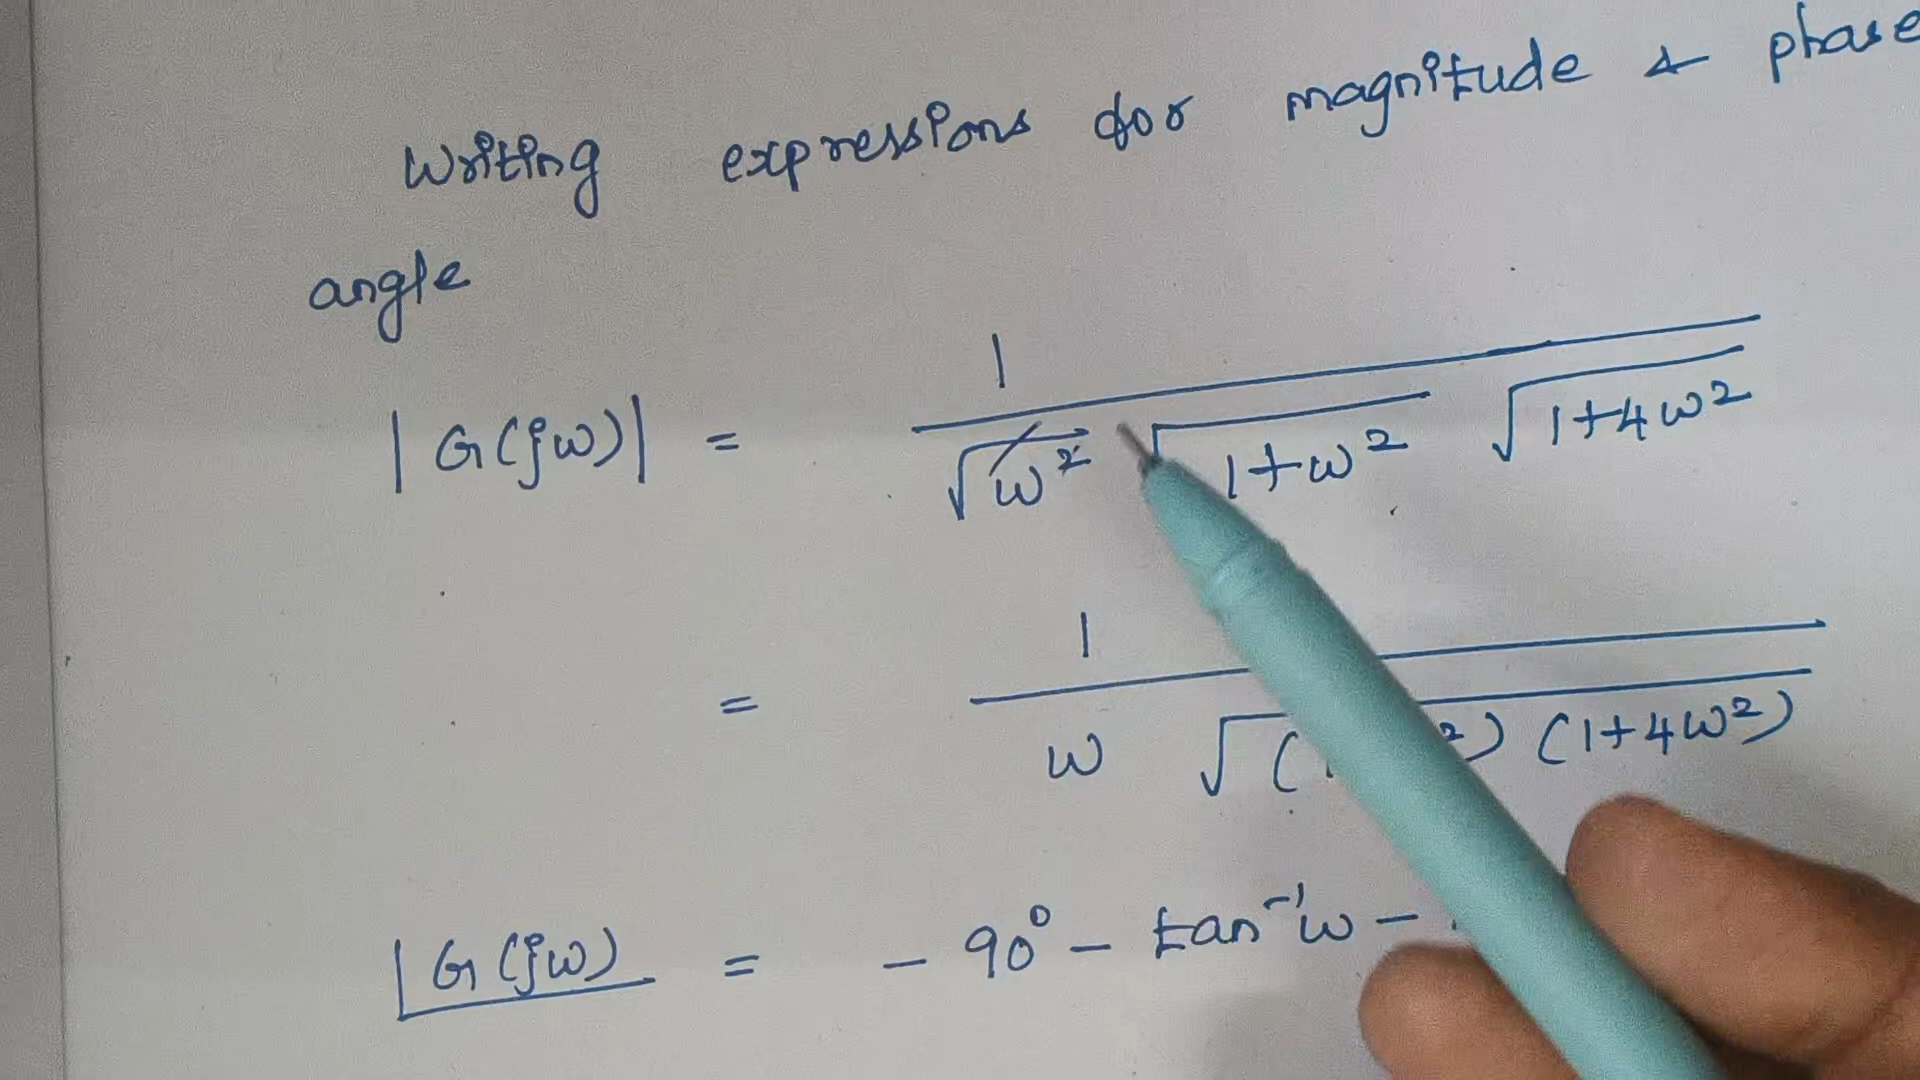 Writing expressions for magnitude & phase
angle
|G(jω)| = 1 / √ω² √1+ω² √1+4ω²
= 1 / ω √( ²) (1+4ω²)
∠G(jω) = - 90° - tan⁻¹ω -